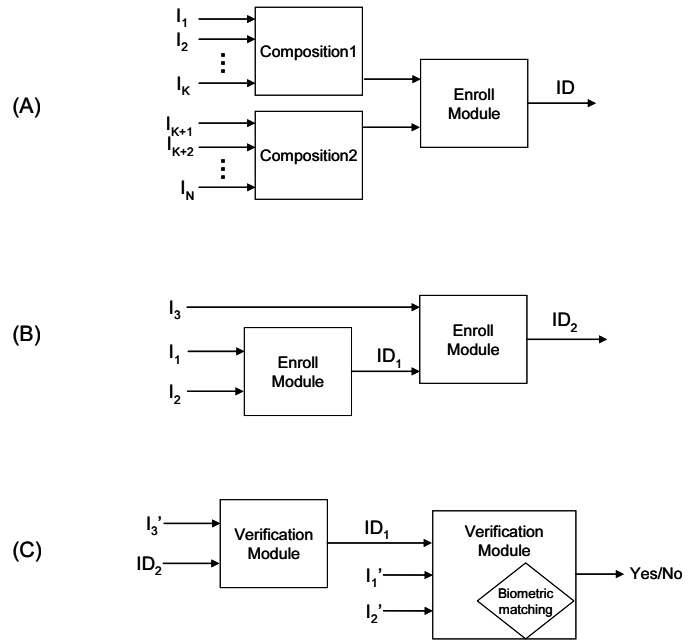 (A)
I1
I2
IK
Composition1
IK+1
IK+2
IN
Composition2
Enroll
Module
ID
(B)
I3
I1
I2
Enroll
Module
ID1
Enroll
Module
ID2
(C)
I3’
ID2
Verification
Module
ID1
I1’
I2’
Verification
Module
Biometric
matching
Yes/No